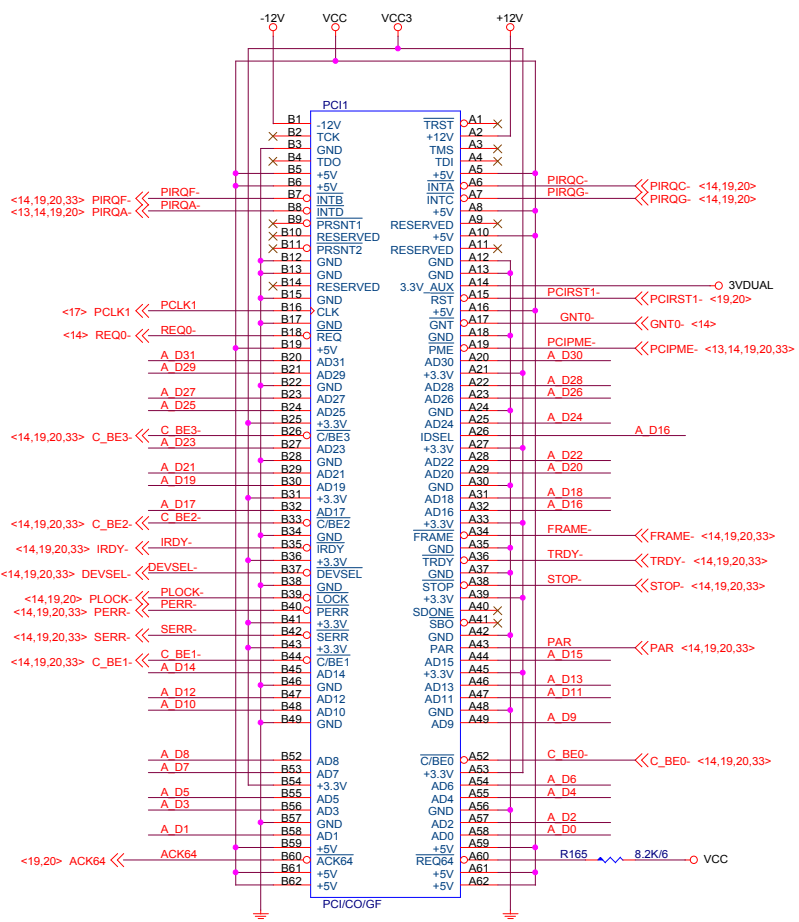 -12V VCC VCC3 +12V
PCI1
B1 -12V TRST A1
B2 TCK +12V A2
B3 GND TMS A3
B4 TDO TDI A4
B5 +5V +5V A5
B6 +5V INTA A6 PIRQC- PIRQC- <14,19,20>
<14,19,20,33> PIRQF- PIRQF- B7 INTB INTC A7 PIRQG- PIRQG- <14,19,20>
<13,14,19,20> PIRQA- PIRQA- B8 INTD +5V A8
B9 PRSNT1 RESERVED A9
B10 RESERVED +5V A10
B11 PRSNT2 RESERVED A11
B12 GND GND A12
B13 GND GND A13
B14 RESERVED 3.3V_AUX A14 3VDUAL
B15 GND RST A15 PCIRST1- PCIRST1- <19,20>
<17> PCLK1 PCLK1 B16 CLK +5V A16
B17 GND GNT A17 GNT0- GNT0- <14>
<14> REQ0- REQ0- B18 REQ GND A18
B19 +5V PME A19 PCIPME- PCIPME- <13,14,19,20,33>
A_D31 B20 AD31 AD30 A20 A_D30
A_D29 B21 AD29 +3.3V A21
B22 GND AD28 A22 A_D28
A_D27 B23 AD27 AD26 A23 A_D26
A_D25 B24 AD25 GND A24
B25 +3.3V AD24 A25 A_D24
<14,19,20,33> C_BE3- C_BE3- B26 C/BE3 IDSEL A26 A_D16
A_D23 B27 AD23 +3.3V A27
B28 GND AD22 A28 A_D22
A_D21 B29 AD21 AD20 A29 A_D20
A_D19 B30 AD19 GND A30
B31 +3.3V AD18 A31 A_D18
A_D17 B32 AD17 AD16 A32 A_D16
<14,19,20,33> C_BE2- C_BE2- B33 C/BE2 +3.3V A33
B34 GND FRAME A34 FRAME- FRAME- <14,19,20,33>
<14,19,20,33> IRDY- IRDY- B35 IRDY GND A35
B36 +3.3V TRDY A36 TRDY- TRDY- <14,19,20,33>
<14,19,20,33> DEVSEL- DEVSEL- B37 DEVSEL GND A37
B38 GND STOP A38 STOP- STOP- <14,19,20,33>
<14,19,20> PLOCK- PLOCK- B39 LOCK +3.3V A39
<14,19,20,33> PERR- PERR- B40 PERR SDONE A40
B41 +3.3V SBO A41
<14,19,20,33> SERR- SERR- B42 SERR GND A42
B43 +3.3V PAR A43 PAR PAR <14,19,20,33>
<14,19,20,33> C_BE1- C_BE1- B44 C/BE1 AD15 A44 A_D15
A_D14 B45 AD14 +3.3V A45
B46 GND AD13 A46 A_D13
A_D12 B47 AD12 AD11 A47 A_D11
A_D10 B48 AD10 GND A48
B49 GND AD9 A49 A_D9
A_D8 B52 AD8 C/BE0 A52 C_BE0- C_BE0- <14,19,20,33>
A_D7 B53 AD7 +3.3V A53
B54 +3.3V AD6 A54 A_D6
A_D5 B55 AD5 AD4 A55 A_D4
A_D3 B56 AD3 GND A56
B57 GND AD2 A57 A_D2
A_D1 B58 AD1 AD0 A58 A_D0
B59 +5V +5V A59
<19,20> ACK64 ACK64 B60 ACK64 REQ64 A60 R165 8.2K/6 VCC
B61 +5V +5V A61
B62 +5V +5V A62
PCI/CO/GF